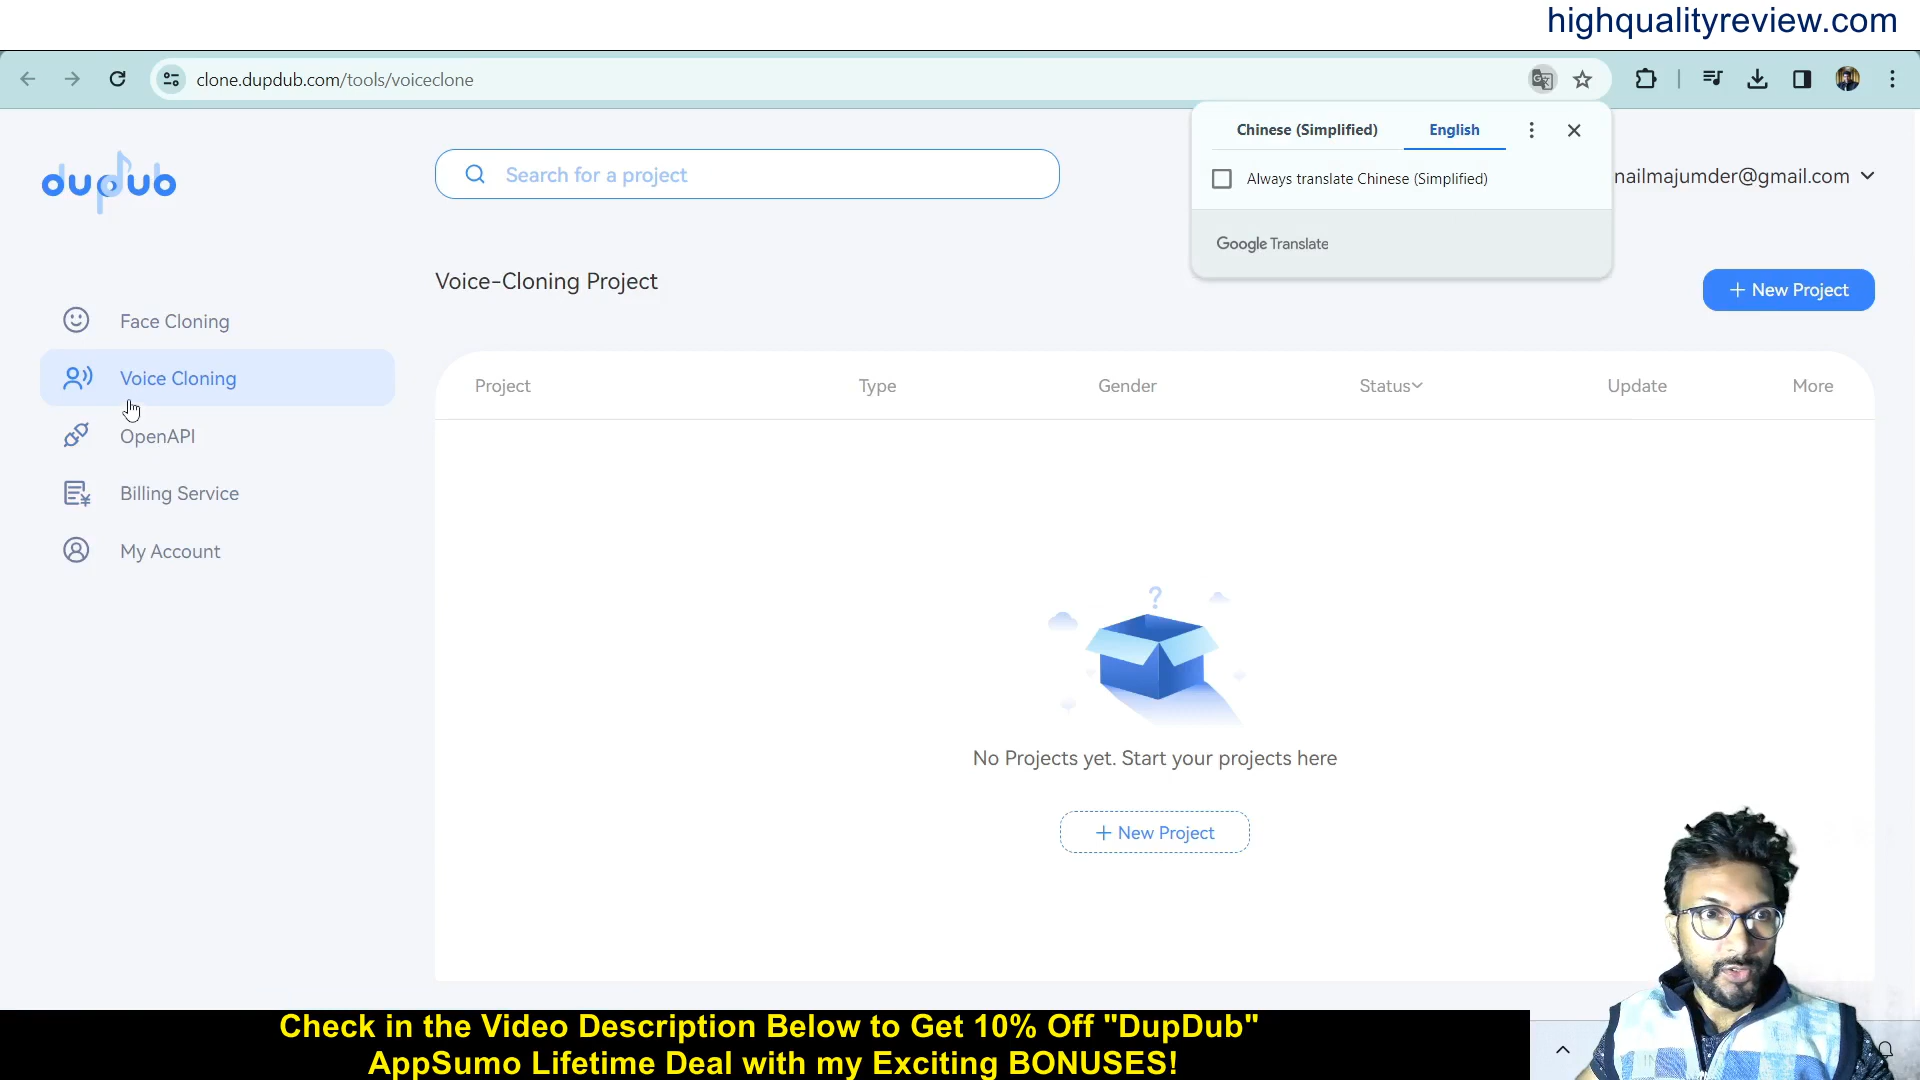 highqualityreview.com
clone.dupdub.com/tools/voiceclone
Chinese (Simplified)
English
Always translate Chinese (Simplified)
Google Translate
dupdub
Search for a project
nailmajumder@gmail.com
Voice-Cloning Project
+ New Project
Face Cloning
Voice Cloning
OpenAPI
Billing Service
My Account
Project
Type
Gender
Status
Update
More
?
No Projects yet. Start your projects here
+ New Project
Check in the Video Description Below to Get 10% Off "DupDub"
AppSumo Lifetime Deal with my Exciting BONUSES!